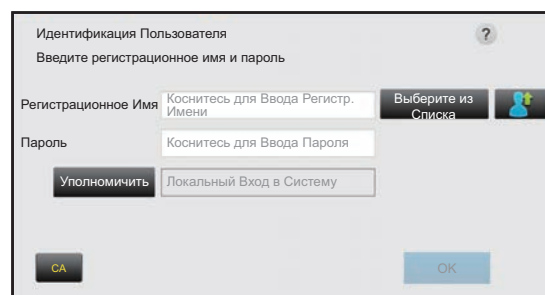 Идентификация Пользователя
?
Введите регистрационное имя и пароль
Регистрационное Имя
Коснитесь для Ввода Регистр.
Имени
Выберите из
Списка
Пароль
Коснитесь для Ввода Пароля
Уполномичить
Локальный Вход в Систему
CA
OK